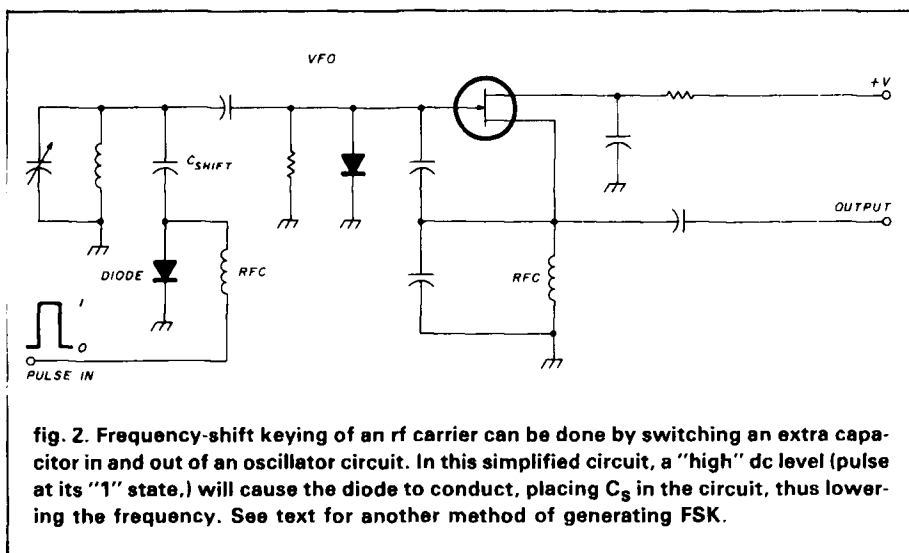 VFO
+V
C SHIFT
OUTPUT
DIODE
RFC
RFC
1
0
PULSE IN
fig. 2. Frequency-shift keying of an rf carrier can be done by switching an extra capa-
citor in and out of an oscillator circuit. In this simplified circuit, a "high" dc level (pulse
at its "1" state,) will cause the diode to conduct, placing Cs in the circuit, thus lower-
ing the frequency. See text for another method of generating FSK.